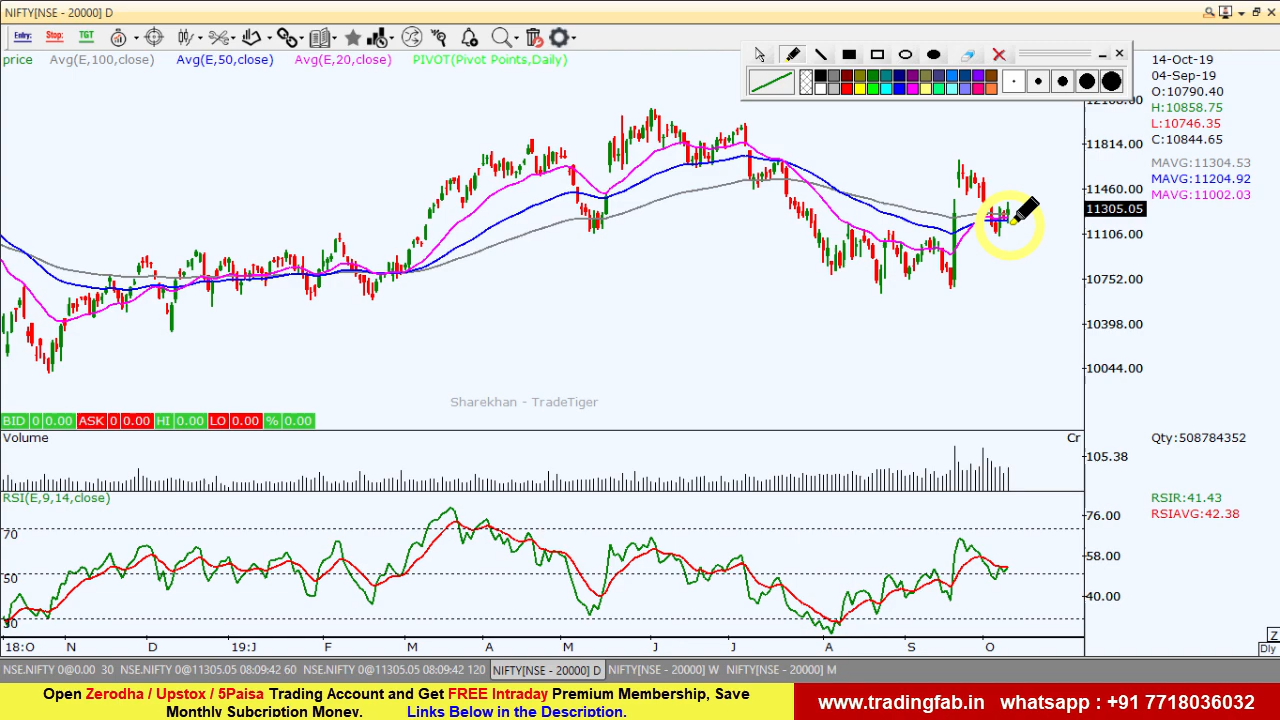 NIFTY[NSE - 20000] D
Entry: Stop: TGT
price Avg(E,100,close) Avg(E,50,close) Avg(E,20,close) PIVOT(Pivot Points,Daily)
14-Oct-19
04-Sep-19
O:10790.40
H:10858.75
L:10746.35
C:10844.65
MAVG:11304.53
MAVG:11204.92
MAVG:11002.03
11814.00
11460.00
11305.05
11106.00
10752.00
10398.00
10044.00
Sharekhan - TradeTiger
BID 0 0.00 ASK 0 0.00 HI 0.00 LO 0.00 % 0.00
Volume
Cr
Qty:508784352
105.38
RSI(E,9,14,close)
RSIR:41.43
RSIAVG:42.38
76.00
70
58.00
50
40.00
30
18:O N D 19:J F M A M J J A S O
Z
Dly
NSE.NIFTY 0@0.00 30 NSE.NIFTY 0@11305.05 08:09:42 60 NSE.NIFTY 0@11305.05 08:09:42 120 NIFTY[NSE - 20000] D NIFTY[NSE - 20000] W NIFTY[NSE - 20000] M
Open Zerodha / Upstox / 5Paisa Trading Account and Get FREE Intraday Premium Membership, Save
Monthly Subcription Money. Links Below in the Description.
www.tradingfab.in whatsapp : +91 7718036032